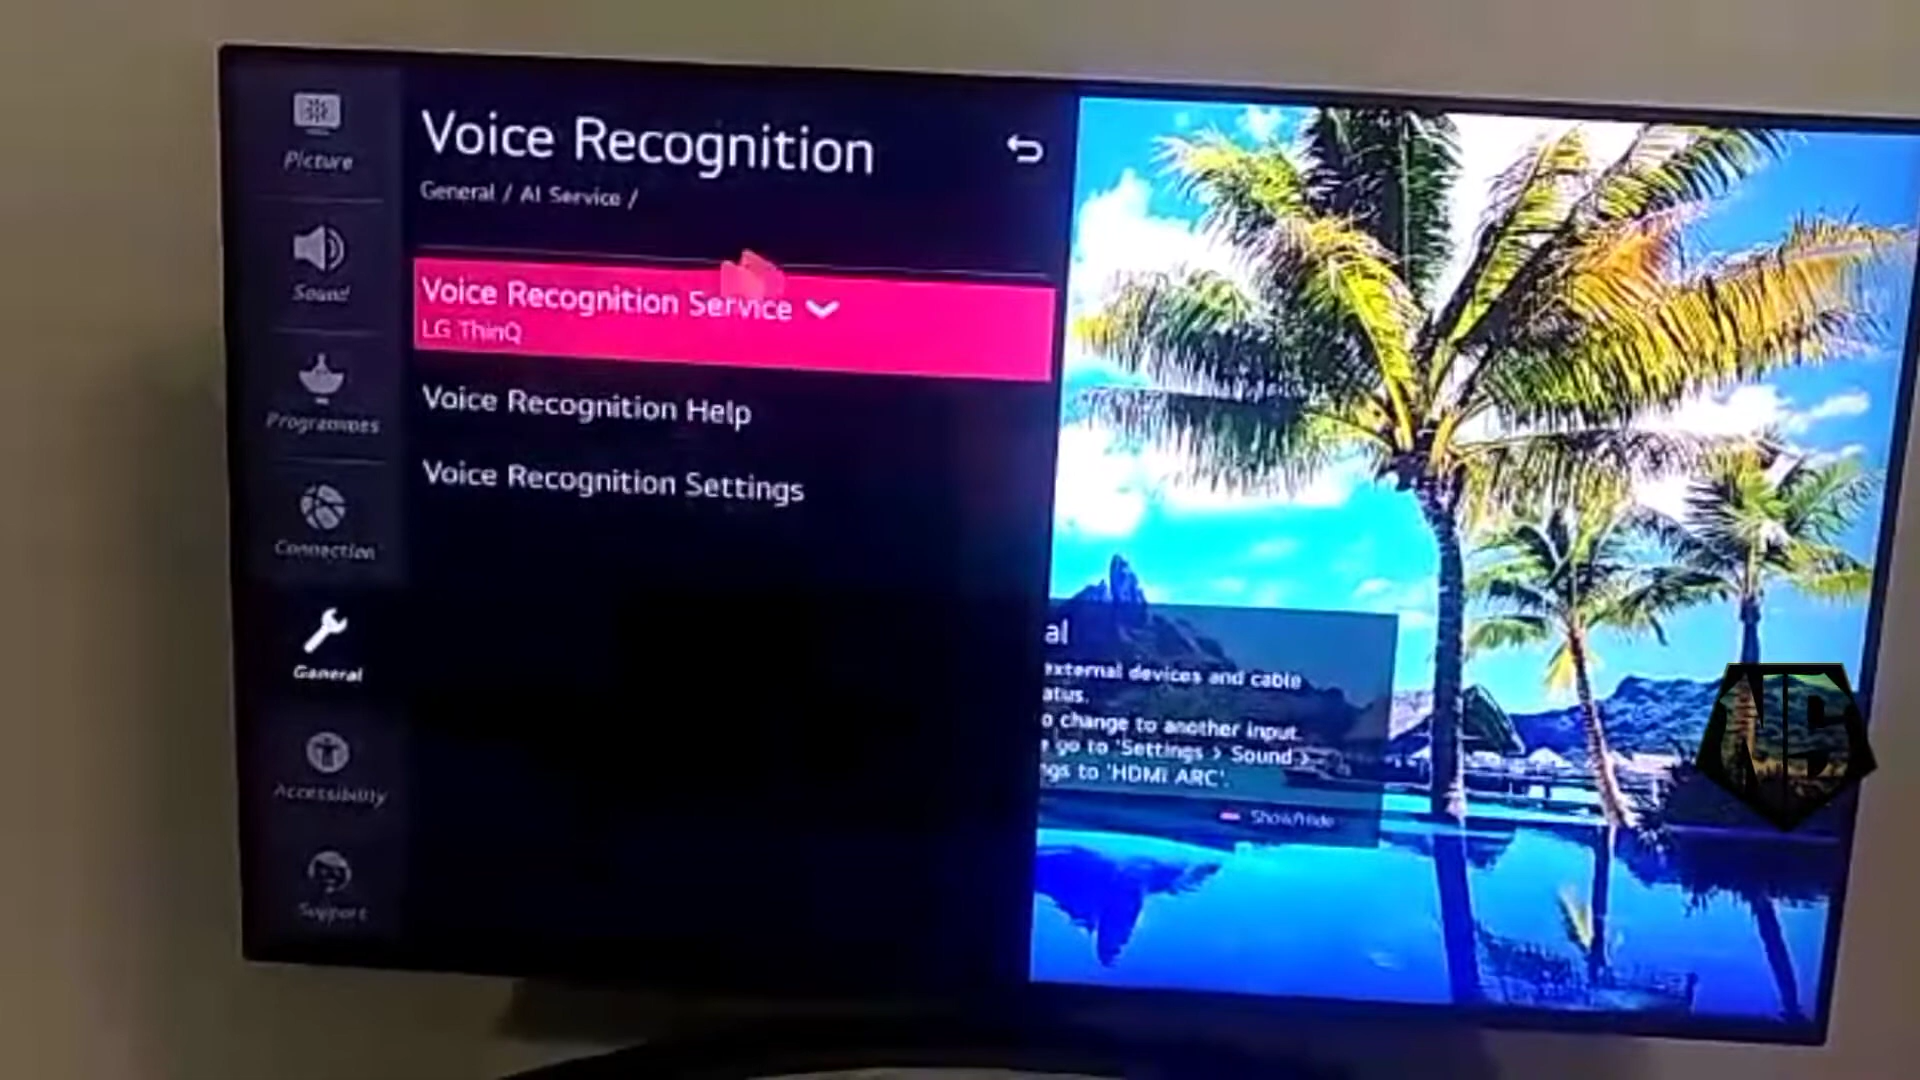 Picture
Sound
Programmes
Connection
General
Accessibility
Support
Voice Recognition
General / AI Service /
Voice Recognition Service
LG ThinQ
Voice Recognition Help
Voice Recognition Settings
al
external devices and cable
atus.
o change to another input.
go to 'Settings > Sound >
ngs to 'HDMI ARC'.
Show/Hide